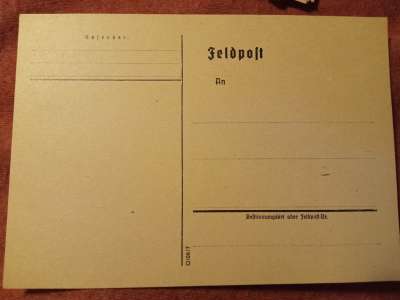 Absender:
Feldpost
An
Bestimmungsort oder Feldpost-Nr.